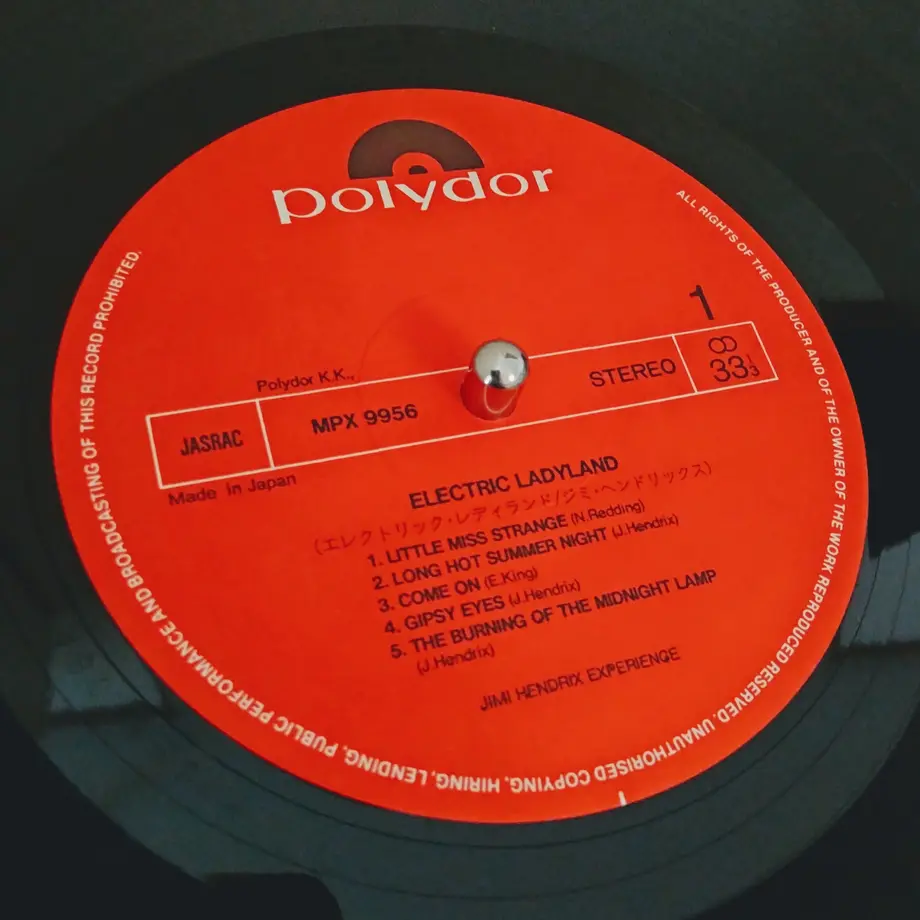 polydor
1
Polydor K.K.,
JASRAC
MPX 9956
STEREO
33 1/3
Made in Japan
ELECTRIC LADYLAND
(エレクトリック・レディランド/ジミ・ヘンドリックス)
1. LITTLE MISS STRANGE (N.Redding)
2. LONG HOT SUMMER NIGHT (J.Hendrix)
3. COME ON (E.King)
4. GIPSY EYES (J.Hendrix)
5. THE BURNING OF THE MIDNIGHT LAMP
(J.Hendrix)
JIMI HENDRIX EXPERIENCE
ALL RIGHTS OF THE PRODUCER AND OF THE OWNER OF THE WORK REPRODUCED RESERVED. UNAUTHORISED COPYING, HIRING, LENDING, PUBLIC PERFORMANCE AND BROADCASTING OF THIS RECORD PROHIBITED.